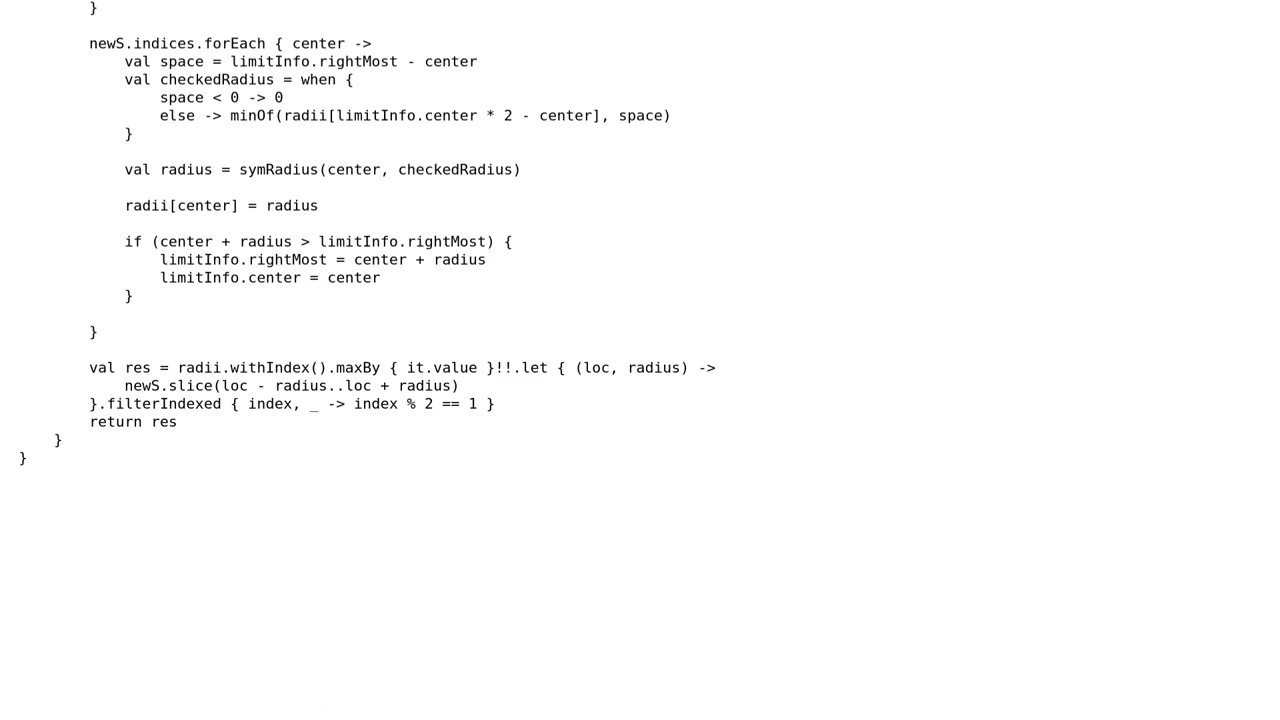 }

        newS.indices.forEach { center ->
            val space = limitInfo.rightMost - center
            val checkedRadius = when {
                space < 0 -> 0
                else -> minOf(radii[limitInfo.center * 2 - center], space)
            }

            val radius = symRadius(center, checkedRadius)

            radii[center] = radius

            if (center + radius > limitInfo.rightMost) {
                limitInfo.rightMost = center + radius
                limitInfo.center = center
            }

        }

        val res = radii.withIndex().maxBy { it.value }!!.let { (loc, radius) ->
            newS.slice(loc - radius..loc + radius)
        }.filterIndexed { index, _ -> index % 2 == 1 }
        return res
    }
}